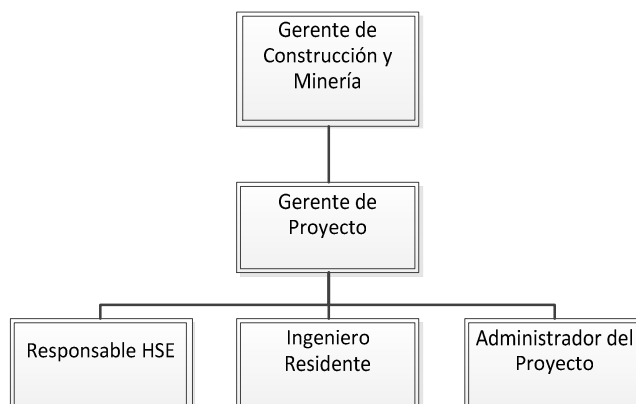 Gerente de
Construcción y
Minería
Gerente de
Proyecto
Responsable HSE
Ingeniero
Residente
Administrador del
Proyecto